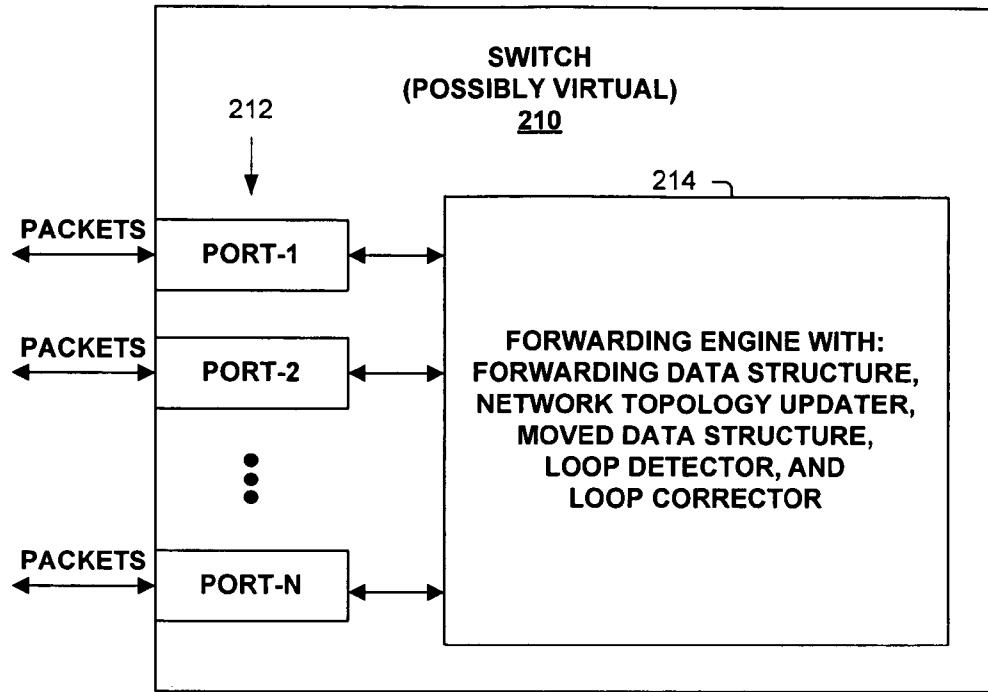 SWITCH
(POSSIBLY VIRTUAL)
210
212
214
PACKETS
PORT-1
PACKETS
PORT-2
PACKETS
PORT-N
FORWARDING ENGINE WITH:
FORWARDING DATA STRUCTURE,
NETWORK TOPOLOGY UPDATER,
MOVED DATA STRUCTURE,
LOOP DETECTOR, AND
LOOP CORRECTOR